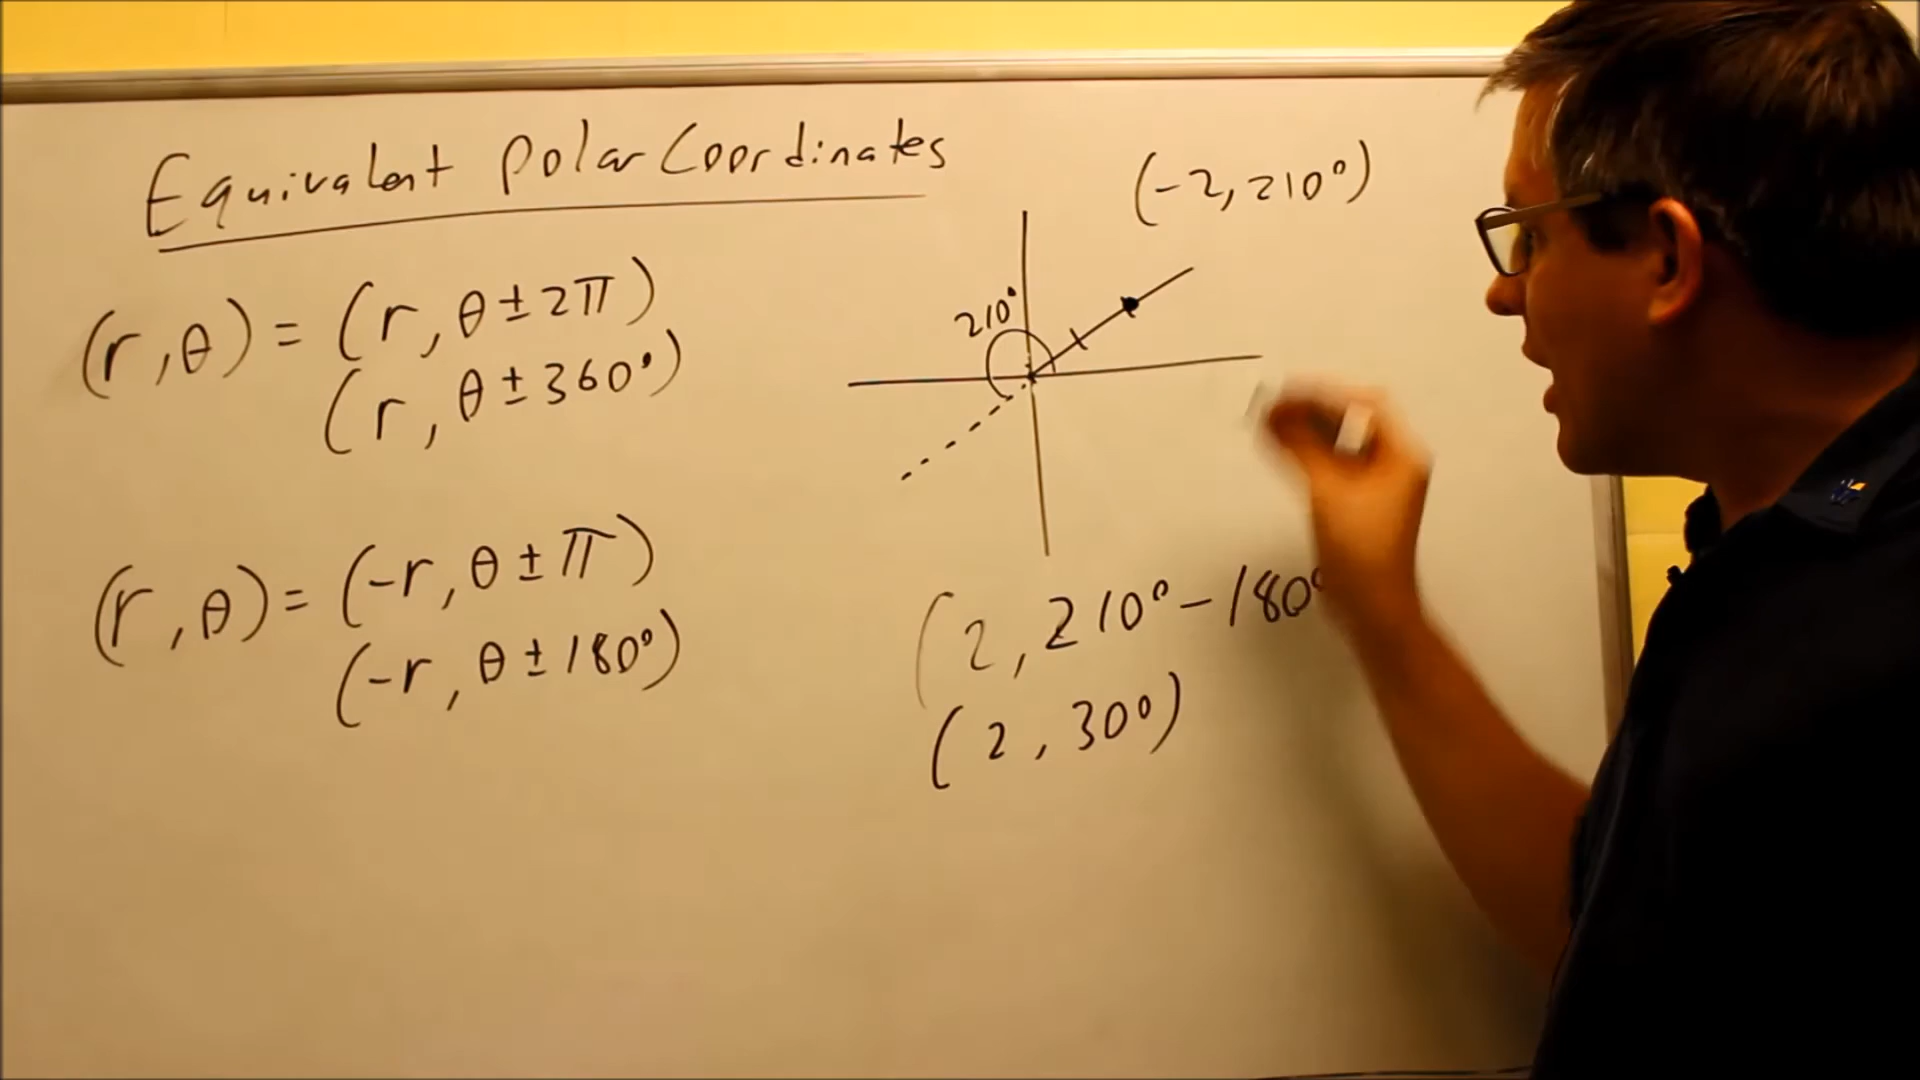 Equivalent Polar Coordinates
(r, θ) = (r, θ ± 2π)
(r, θ ± 360°)
(r, θ) = (-r, θ ± π)
(-r, θ ± 180°)
(-2, 210°)
210°
(2, 210° - 180°
(2, 30°)